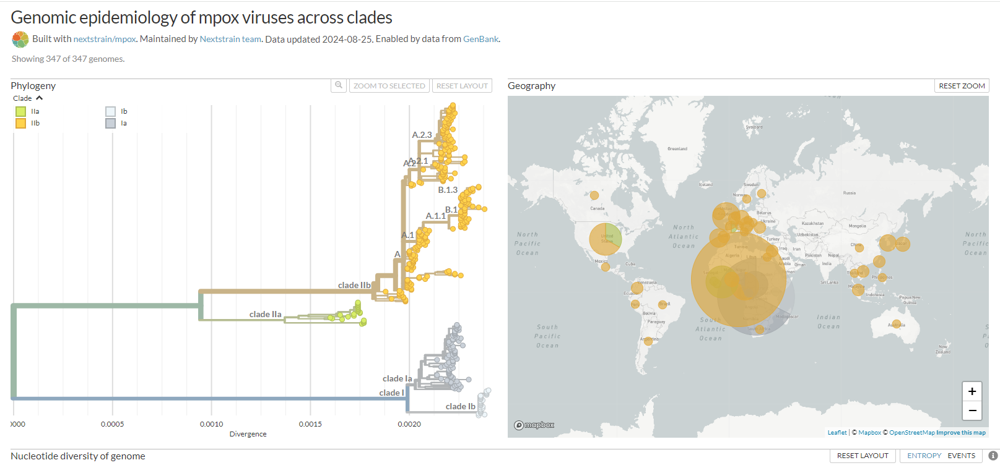 Genomic epidemiology of mpox viruses across clades
Built with nextstrain/mpox. Maintained by Nextstrain team. Data updated 2024-08-25. Enabled by data from GenBank.
Showing 347 of 347 genomes.
Phylogeny
ZOOM TO SELECTED
RESET LAYOUT
Clade
IIa
Ib
IIb
Ia
A.2.3
A.2.1
A.2
B.1.3
B.1
A.1.1
A.1
A
clade IIb
clade IIa
clade Ia
clade I
clade Ib
0.0005
0.0010
0.0015
0.0020
Divergence
Geography
RESET ZOOM
Svalbard
Greenland
Iceland
Sweden
Norway
Russia
Canada
Belarus
Ukraine
Kazakhstan
Mongolia
North
Pacific
Ocean
North
Atlantic
Ocean
North
Pacific
Ocean
United
States
Turkey
Uzbekistan
Tunisia
Algeria
Iraq
Iran
China
Japan
Saudi
Arabia
Pakistan
Nepal
Oman
India
Mexico
Cuba
Yemen
Thailand
Philippines
Sri Lanka
Venezuela
Ecuador
Malaysia
Indonesia
Papua New
Guinea
Peru
Brazil
Bolivia
Madagascar
Paraguay
South
Pacific
Ocean
South
Atlantic
Ocean
Indian
Ocean
South Africa
Australia
Argentina
New
Zealand
+
−
mapbox
Leaflet | © Mapbox © OpenStreetMap Improve this map
Nucleotide diversity of genome
RESET LAYOUT
ENTROPY
EVENTS